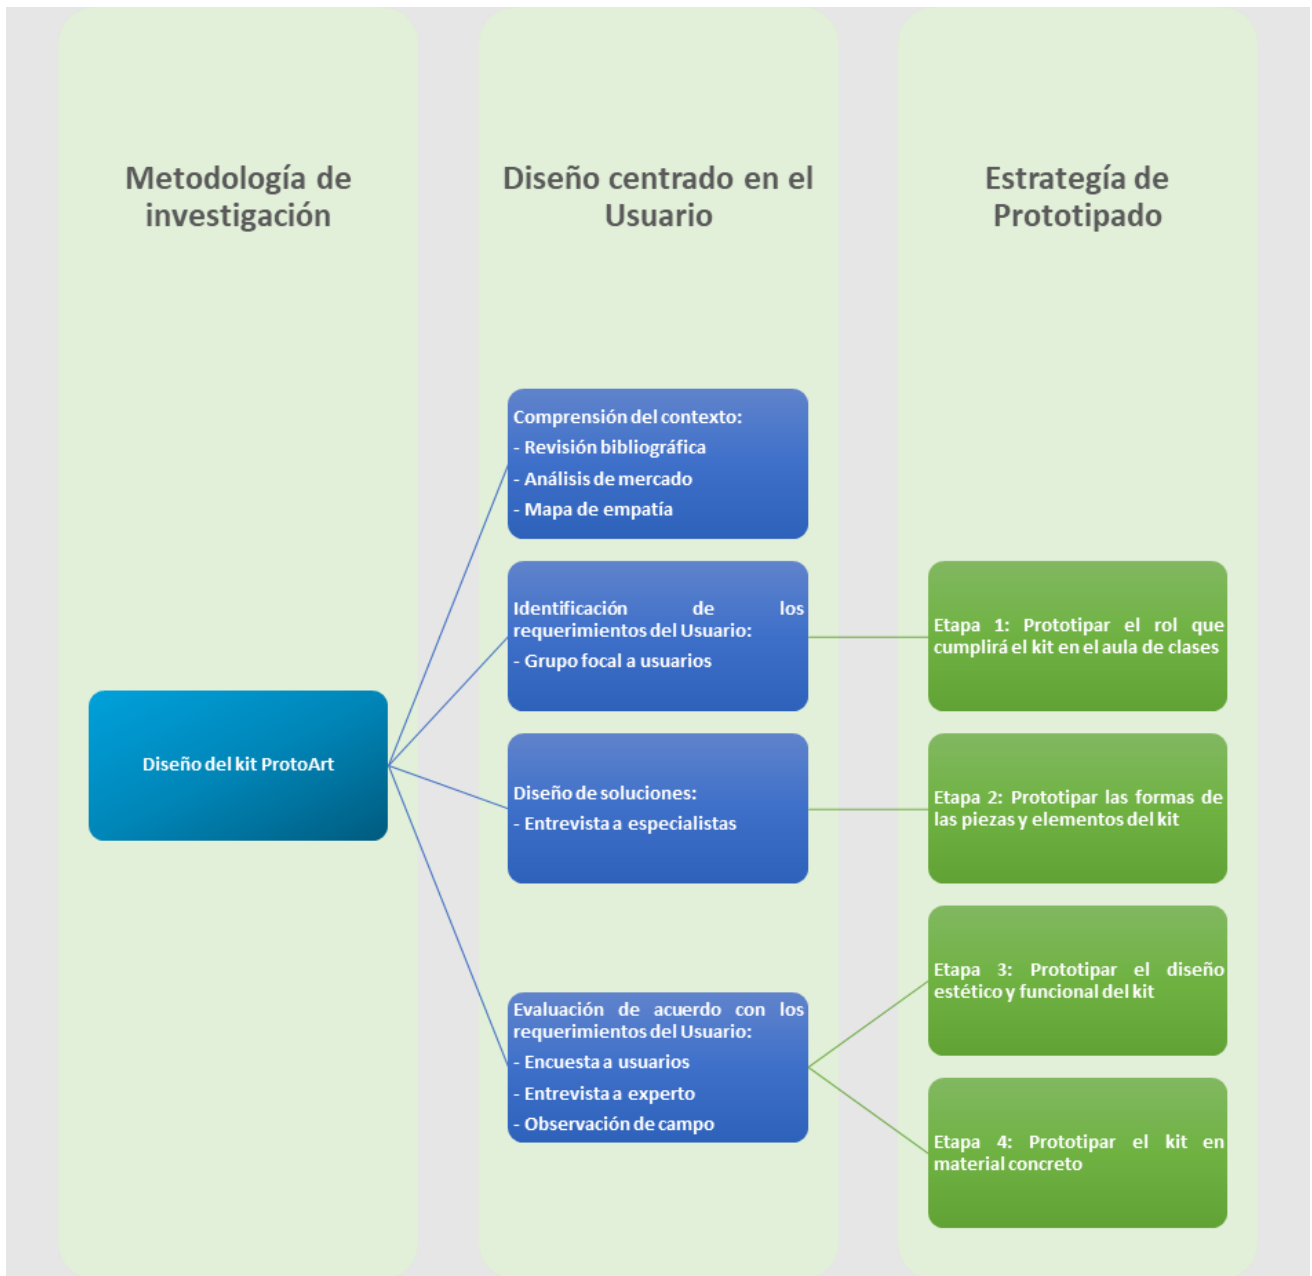 Metodología de
investigación
Diseño centrado en el
Usuario
Estrategía de
Prototipado
Diseño del kit ProtoArt
Comprensión del contexto:
- Revisión bibliográfica
- Análisis de mercado
- Mapa de empatía
Identificación de los
requerimientos del Usuario:
- Grupo focal a usuarios
Diseño de soluciones:
- Entrevista a especialistas
Evaluación de acuerdo con los
requerimientos del Usuario:
- Encuesta a usuarios
- Entrevista a experto
- Observación de campo
Etapa 1: Prototipar el rol que
cumplirá el kit en el aula de clases
Etapa 2: Prototipar las formas de
las piezas y elementos del kit
Etapa 3: Prototipar el diseño
estético y funcional del kit
Etapa 4: Prototipar el kit en
material concreto